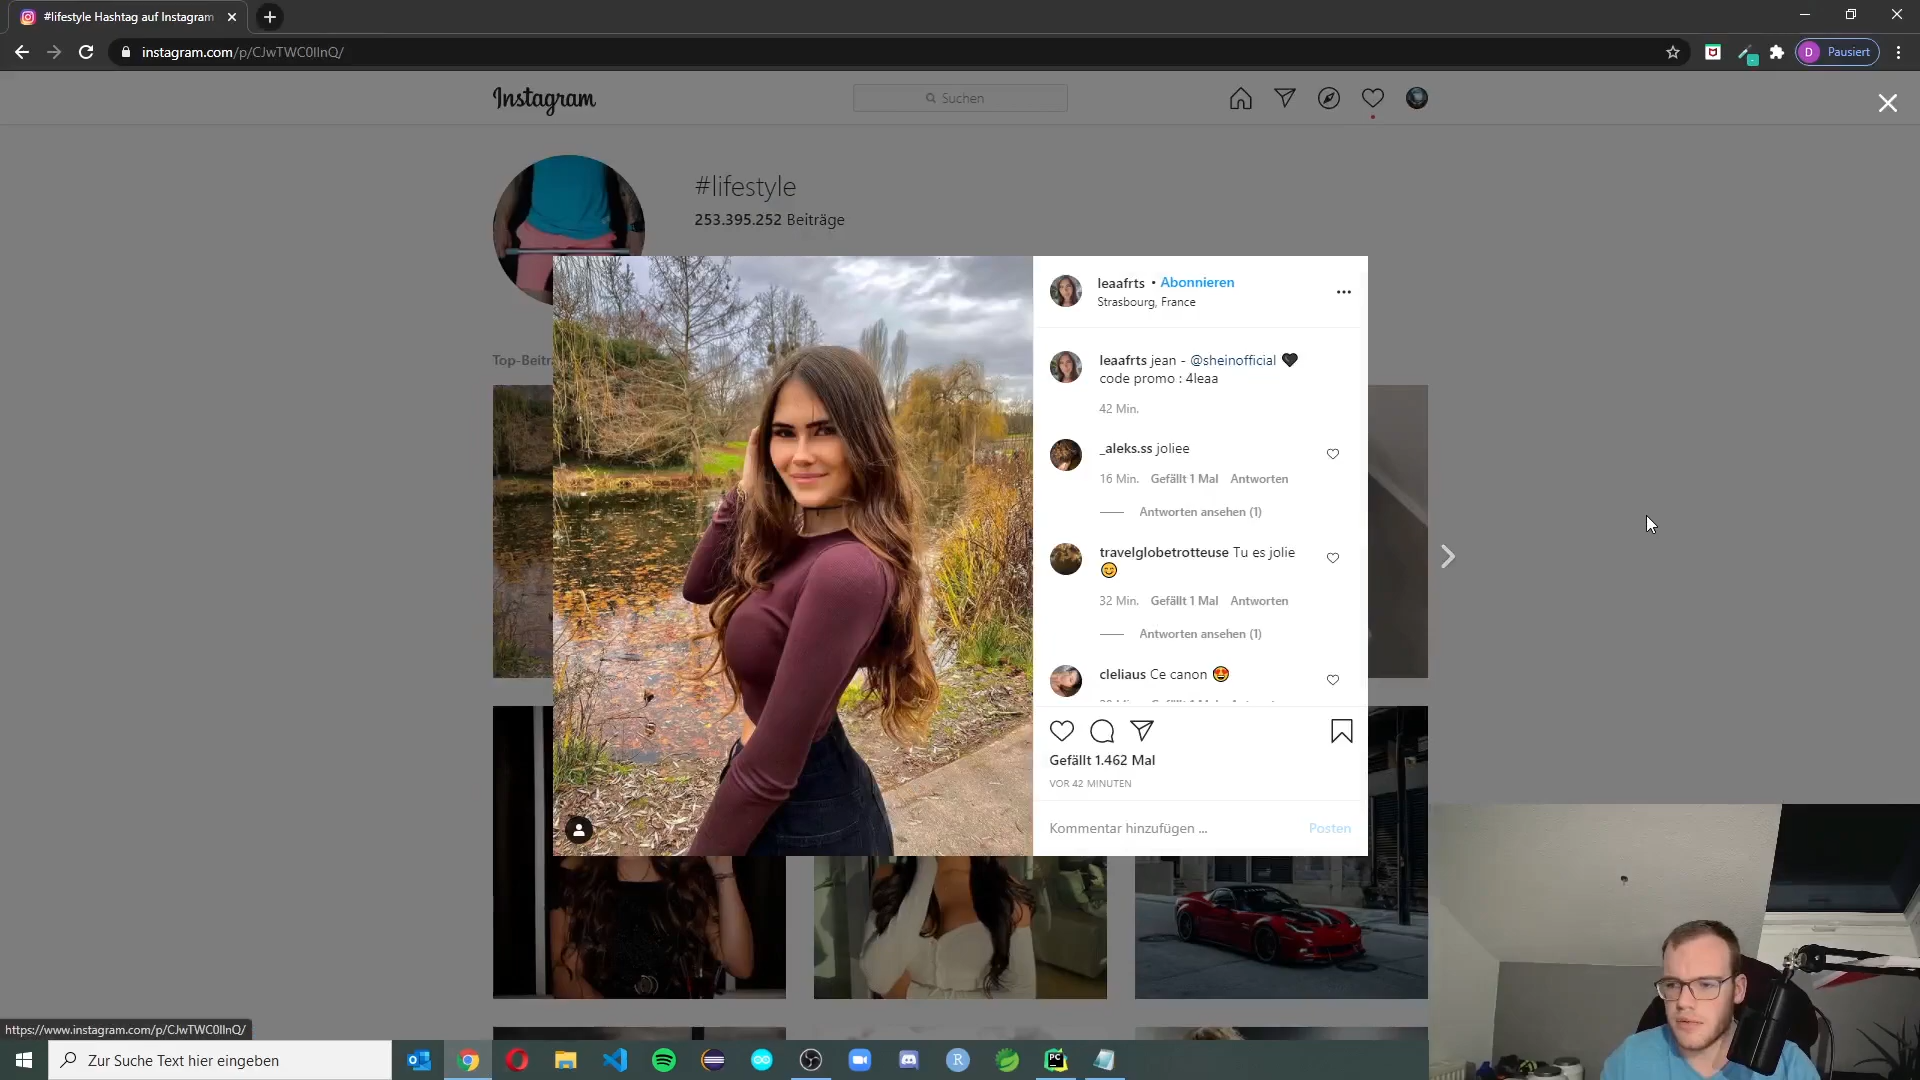 #lifestyle Hashtag auf Instagram
instagram.com/p/CJwTWC0IlnQ/
D Pausiert
Instagram
Suchen
#lifestyle
253.395.252 Beiträge
Top-Beitr
leaafrts • Abonnieren
Strasbourg, France
leaafrts jean - @sheinofficial 🖤
code promo : 4leaa
42 Min.
_aleks.ss joliee
16 Min. Gefällt 1 Mal Antworten
Antworten ansehen (1)
travelglobetrotteuse Tu es jolie
😊
32 Min. Gefällt 1 Mal Antworten
Antworten ansehen (1)
cleliaus Ce canon 😍
Gefällt 1.462 Mal
VOR 42 MINUTEN
Kommentar hinzufügen ... Posten
https://www.instagram.com/p/CJwTWC0IlnQ/
Zur Suche Text hier eingeben
R
PC